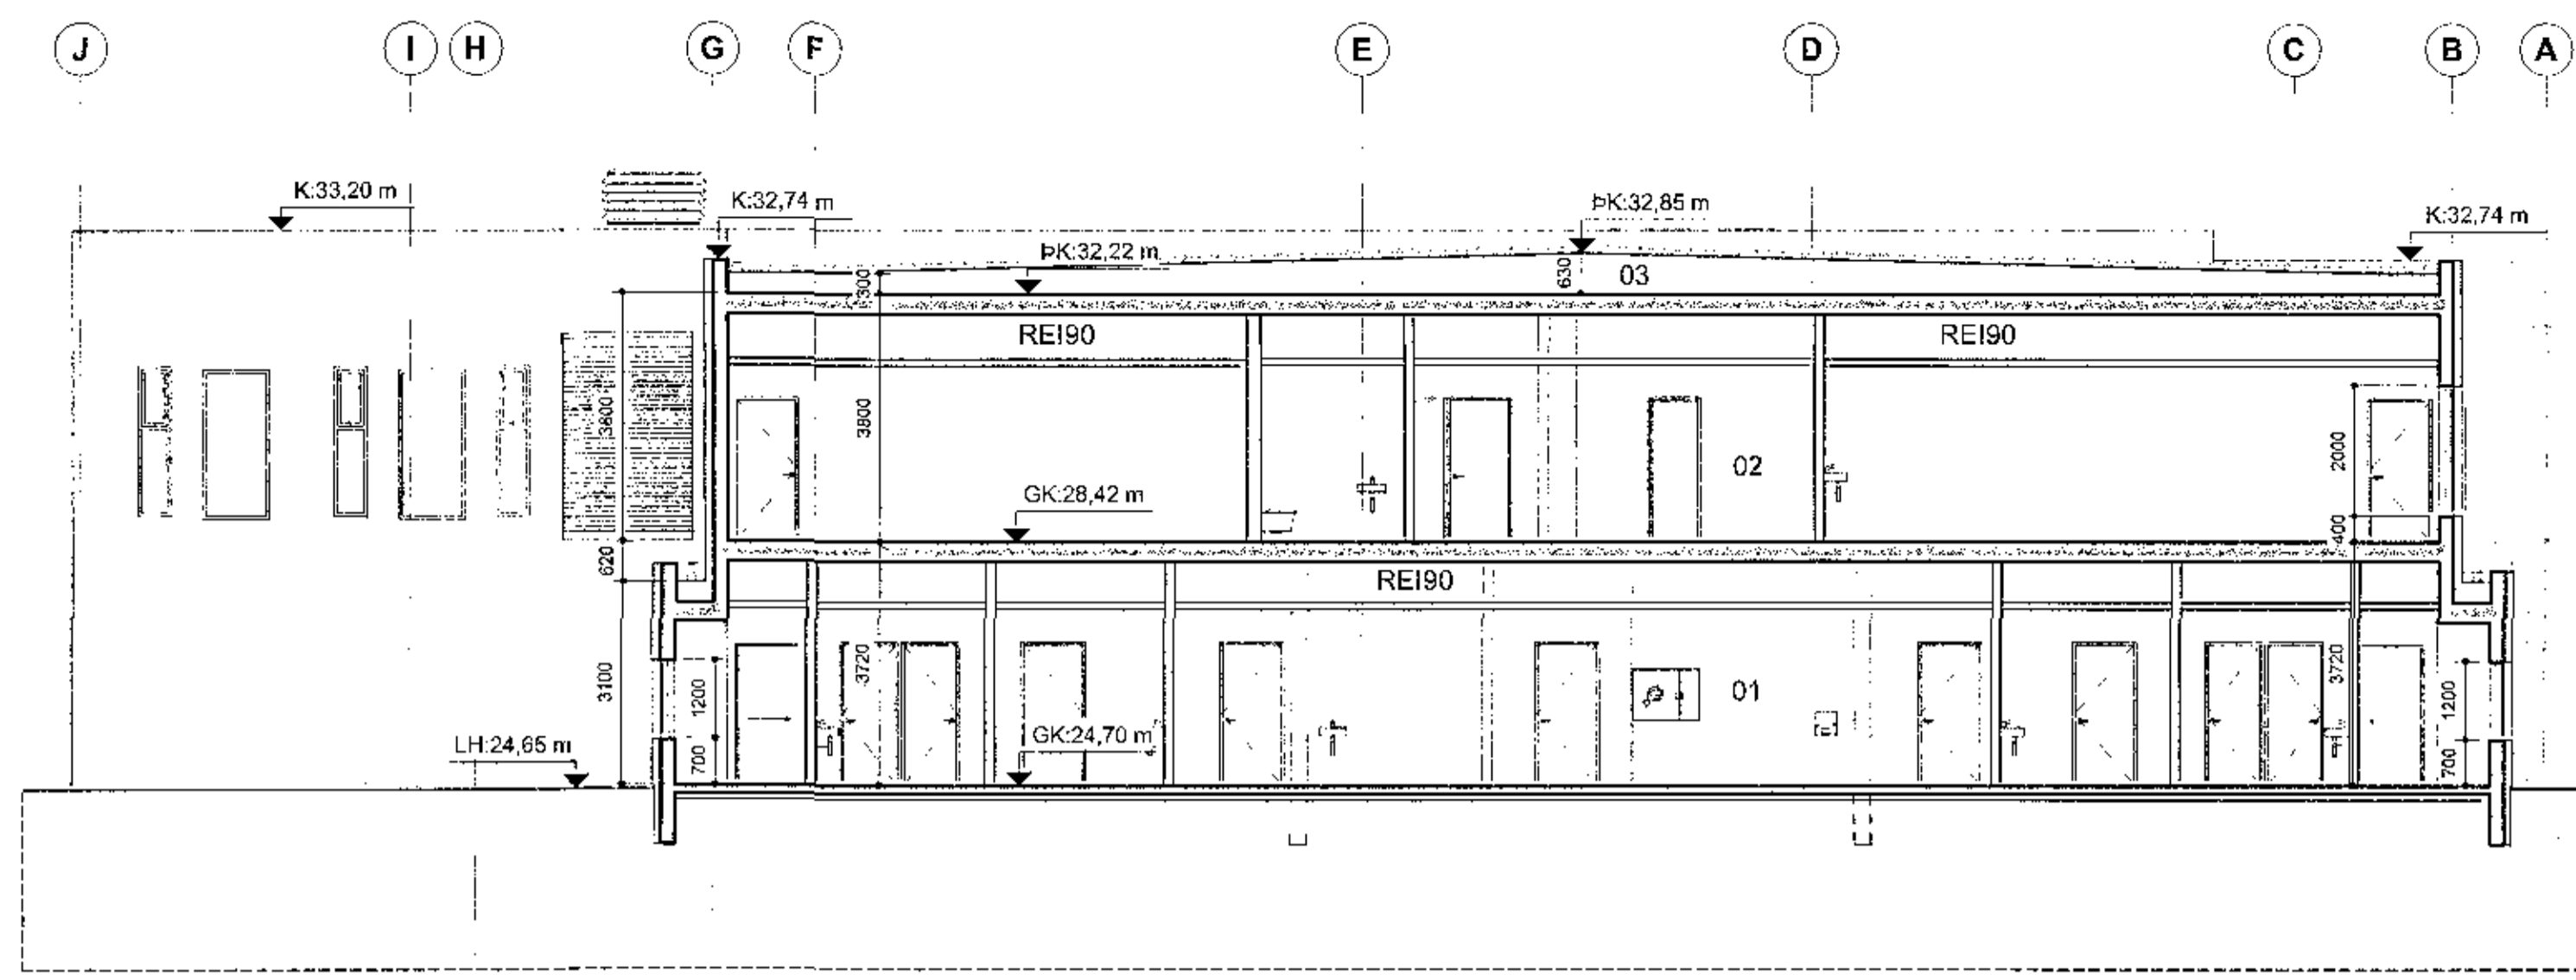 J I H G F E D C B A
K:33,20 m
K:32,74 m
ÞK:32,85 m
K:32,74 m
ÞK:32,22 m
300
630
03
REI90
REI90
3800
3800
2000
02
GK:28,42 m
400
620
REI90
3100
3720
3720
1200
01
1200
LH:24,65 m
GK:24,70 m
700
700